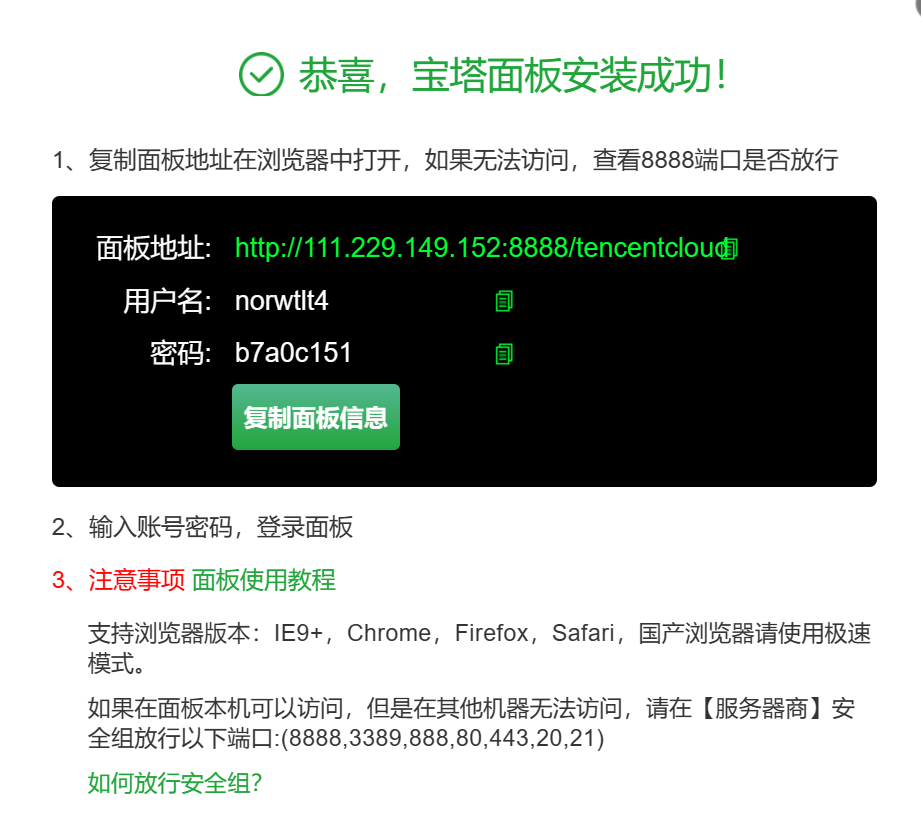 恭喜，宝塔面板安装成功！
1、复制面板地址在浏览器中打开，如果无法访问，查看8888端口是否放行
面板地址: http://111.229.149.152:8888/tencentcloud
用户名: norwtlt4
密码: b7a0c151
复制面板信息
2、输入账号密码，登录面板
3、注意事项 面板使用教程
支持浏览器版本：IE9+，Chrome，Firefox，Safari，国产浏览器请使用极速
模式。
如果在面板本机可以访问，但是在其他机器无法访问，请在【服务器商】安
全组放行以下端口:(8888,3389,888,80,443,20,21)
如何放行安全组？